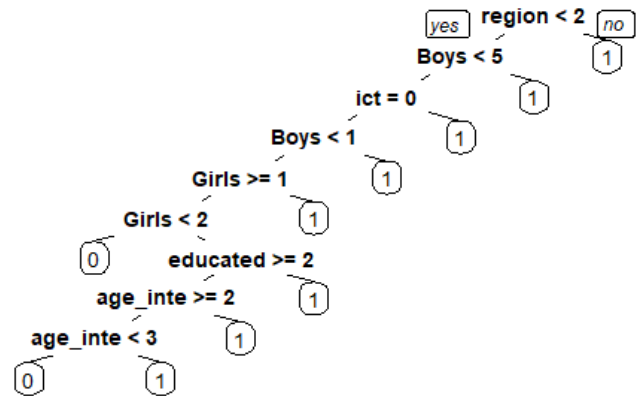 yes region < 2 no
Boys < 5 1
ict = 0 1
Boys < 1 1
Girls >= 1 1
Girls < 2 1
0 educated >= 2
age_inte >= 2 1
age_inte < 3 1
0 1